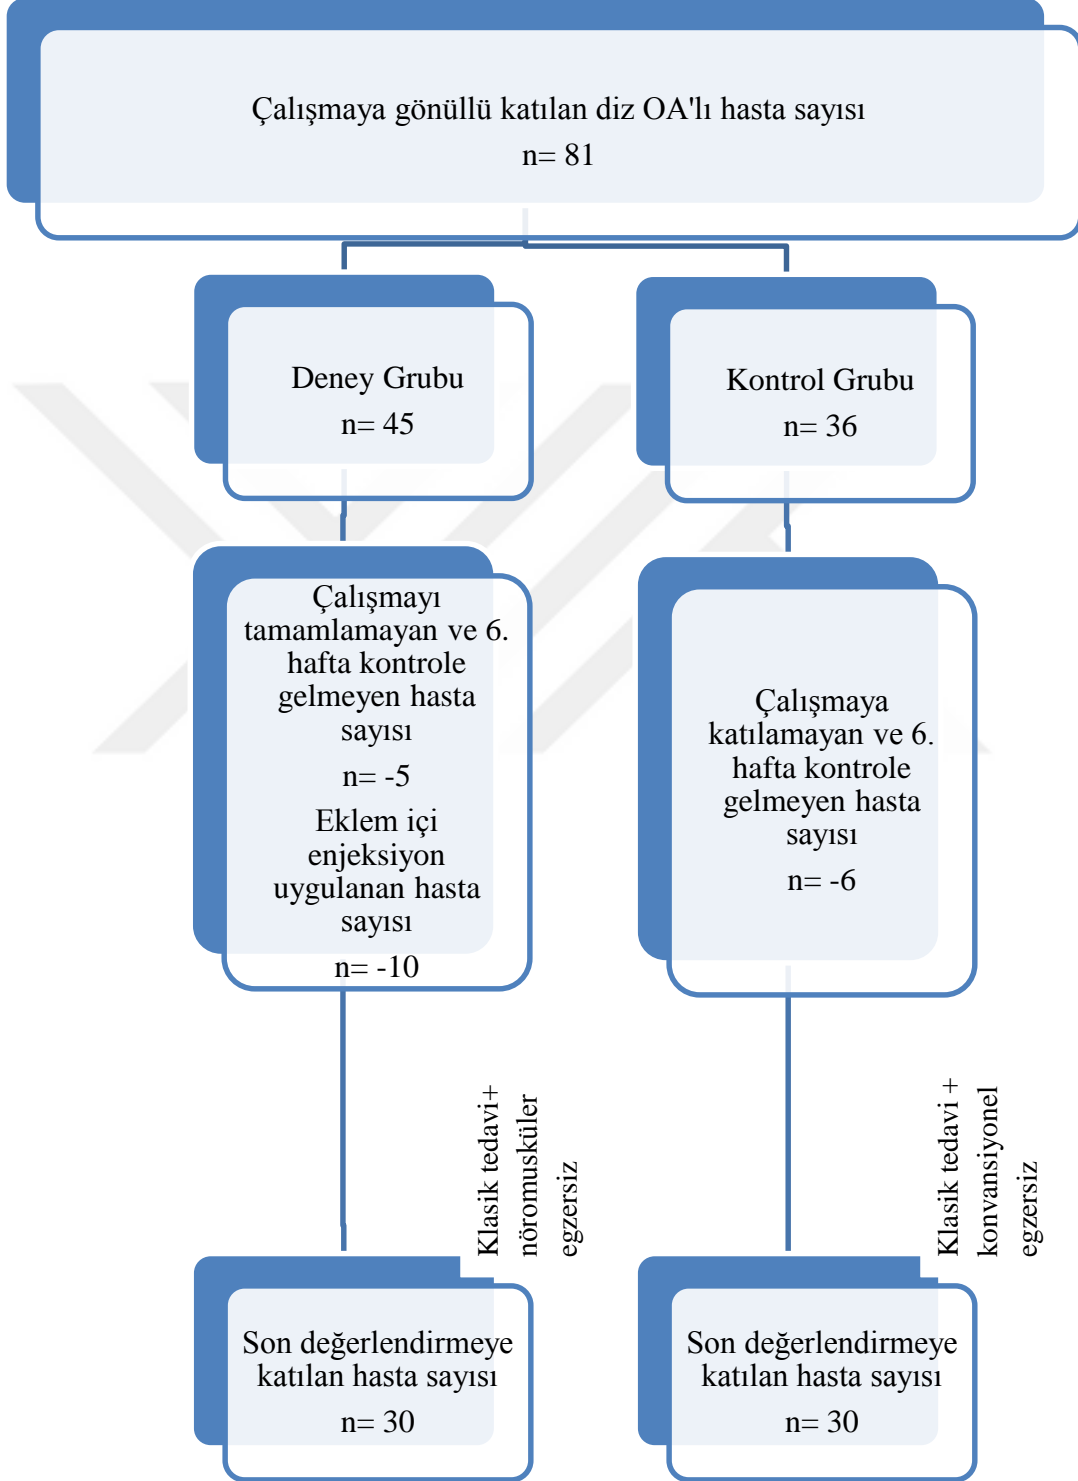 Çalışmaya gönüllü katılan diz OA'lı hasta sayısı
n= 81
Deney Grubu
n= 45
Kontrol Grubu
n= 36
Çalışmayı
tamamlamayan ve 6.
hafta kontrole
gelmeyen hasta
sayısı
n= -5
Eklem içi
enjeksiyon
uygulanan hasta
sayısı
n= -10
Çalışmaya
katılamayan ve 6.
hafta kontrole
gelmeyen hasta
sayısı
n= -6
Klasik tedavi+
nöromusküler
egzersiz
Klasik tedavi +
konvansiyonel
egzersiz
Son değerlendirmeye
katılan hasta sayısı
n= 30
Son değerlendirmeye
katılan hasta sayısı
n= 30